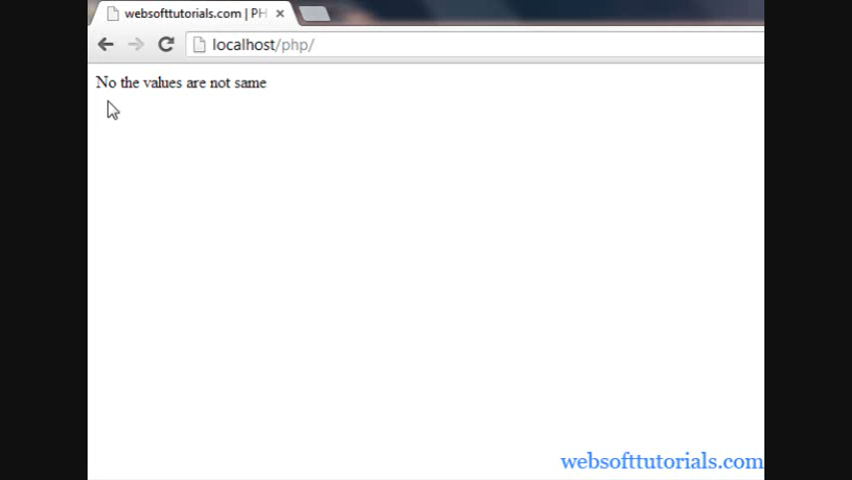 websofttutorials.com | PH
localhost/php/
No the values are not same
websofttutorials.com